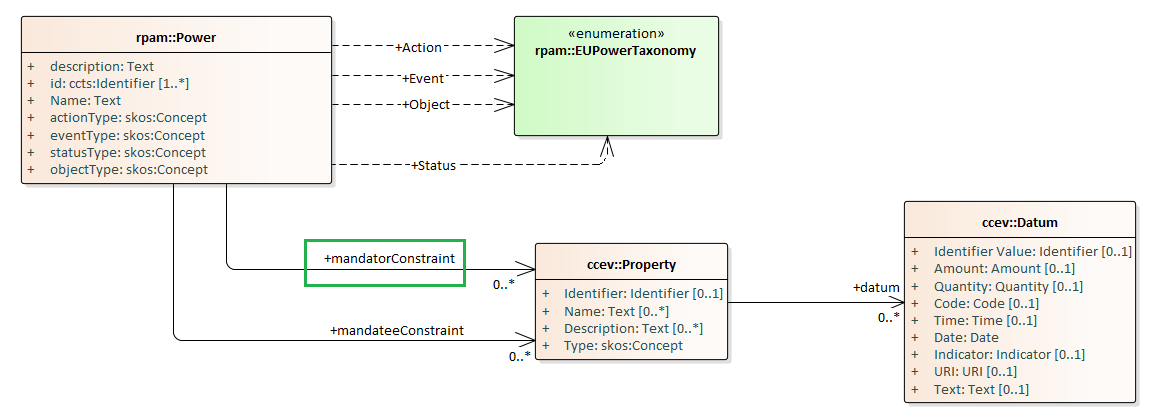 rpam::Power
+ description: Text
+ id: ccts:Identifier [1..*]
+ Name: Text
+ actionType: skos:Concept
+ eventType: skos:Concept
+ statusType: skos:Concept
+ objectType: skos:Concept
+Action
+Event
+Object
+Status
«enumeration»
rpam::EUPowerTaxonomy
+mandatorConstraint
0..*
+mandateeConstraint
0..*
ccev::Property
+ Identifier: Identifier [0..1]
+ Name: Text [0..*]
+ Description: Text [0..*]
+ Type: skos:Concept
+datum
0..*
ccev::Datum
+ Identifier Value: Identifier [0..1]
+ Amount: Amount [0..1]
+ Quantity: Quantity [0..1]
+ Code: Code [0..1]
+ Time: Time [0..1]
+ Date: Date
+ Indicator: Indicator [0..1]
+ URI: URI [0..1]
+ Text: Text [0..1]